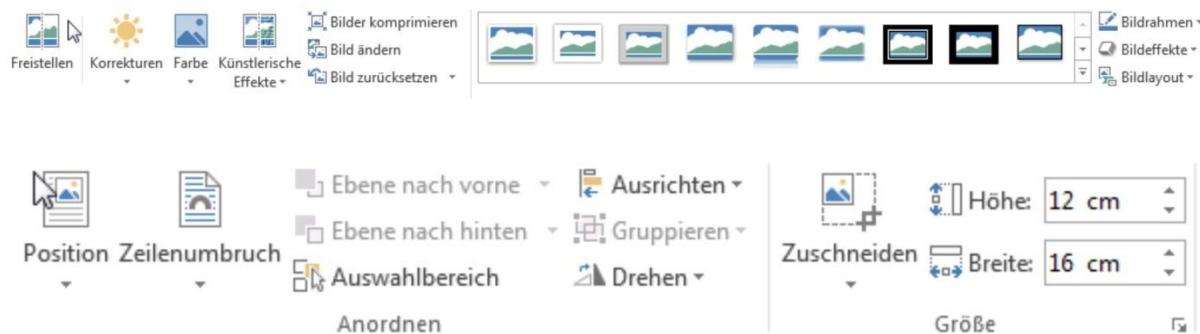 Freistellen
Korrekturen
Farbe
Künstlerische
Effekte
Bilder komprimieren
Bild ändern
Bild zurücksetzen
Bildrahmen
Bildeffekte
Bildlayout
Position
Zeilenumbruch
Ebene nach vorne
Ebene nach hinten
Auswahlbereich
Ausrichten
Gruppieren
Drehen
Anordnen
Zuschneiden
Höhe: 12 cm
Breite: 16 cm
Größe